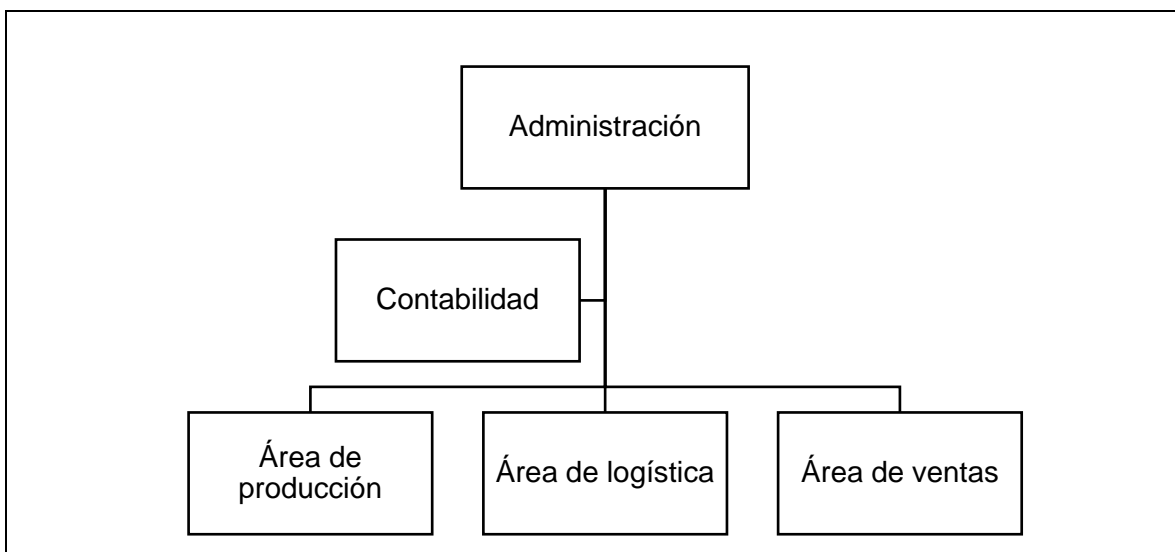 Administración
Contabilidad
Área de
producción
Área de logística
Área de ventas